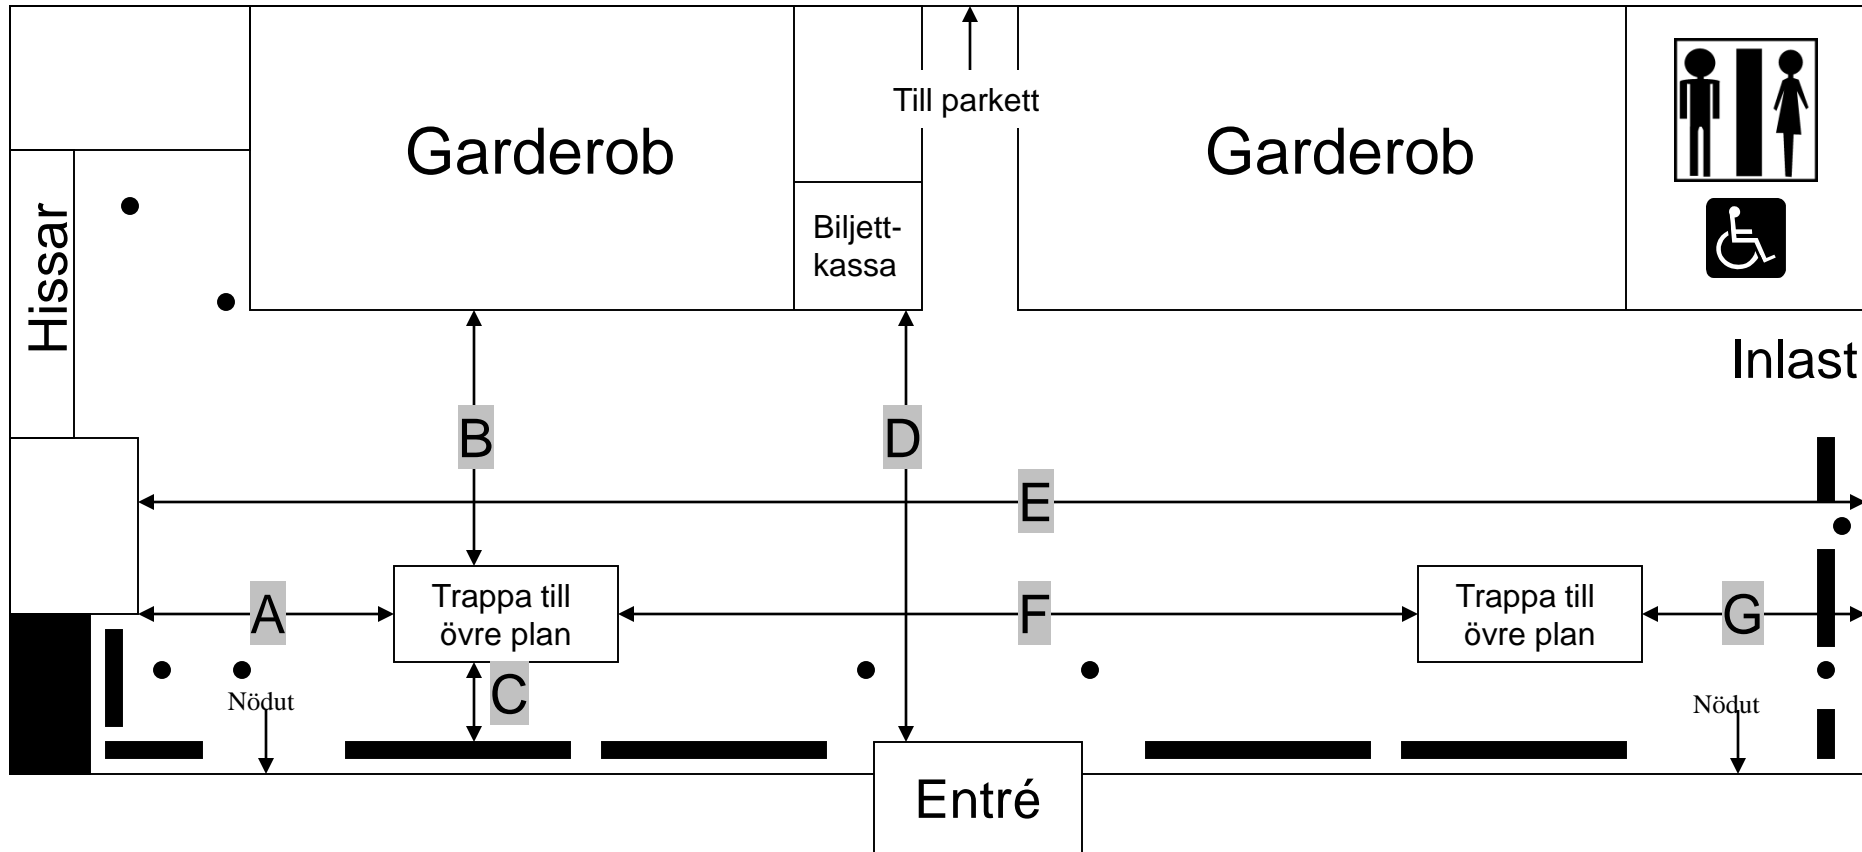 Till parkett
Garderob
Garderob
Biljett-
kassa
Hissar
Inlast
B
D
E
Trappa till
övre plan
Trappa till
övre plan
A
F
G
C
Nödut
Nödut
Entré